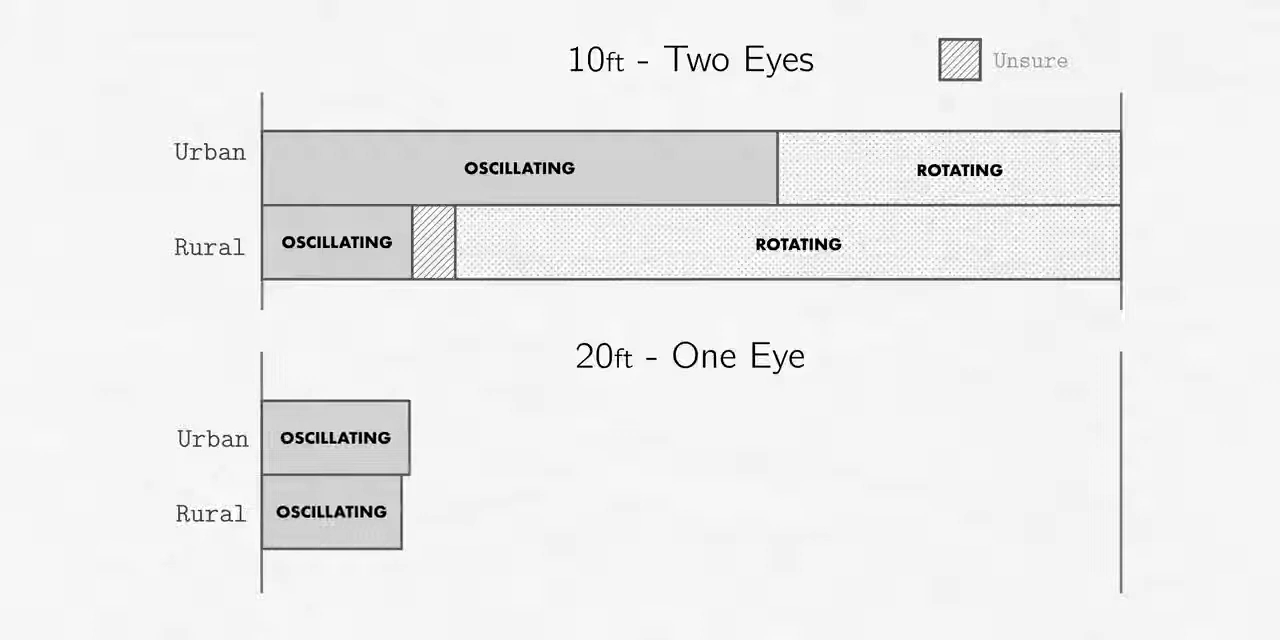 10ft - Two Eyes
Unsure
Urban
OSCILLATING
ROTATING
Rural
OSCILLATING
ROTATING
20ft - One Eye
Urban
OSCILLATING
Rural
OSCILLATING